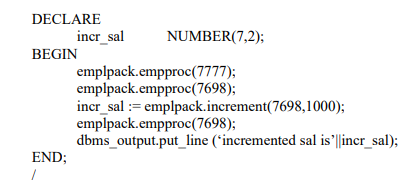 DECLARE
incr_sal NUMBER(7,2);
BEGIN
emplpack.empproc(7777);
emplpack.empproc(7698);
incr_sal := emplpack.increment(7698,1000);
emplpack.empproc(7698);
dbms_output.put_line (‘incremented sal is’||incr_sal);
END;
/